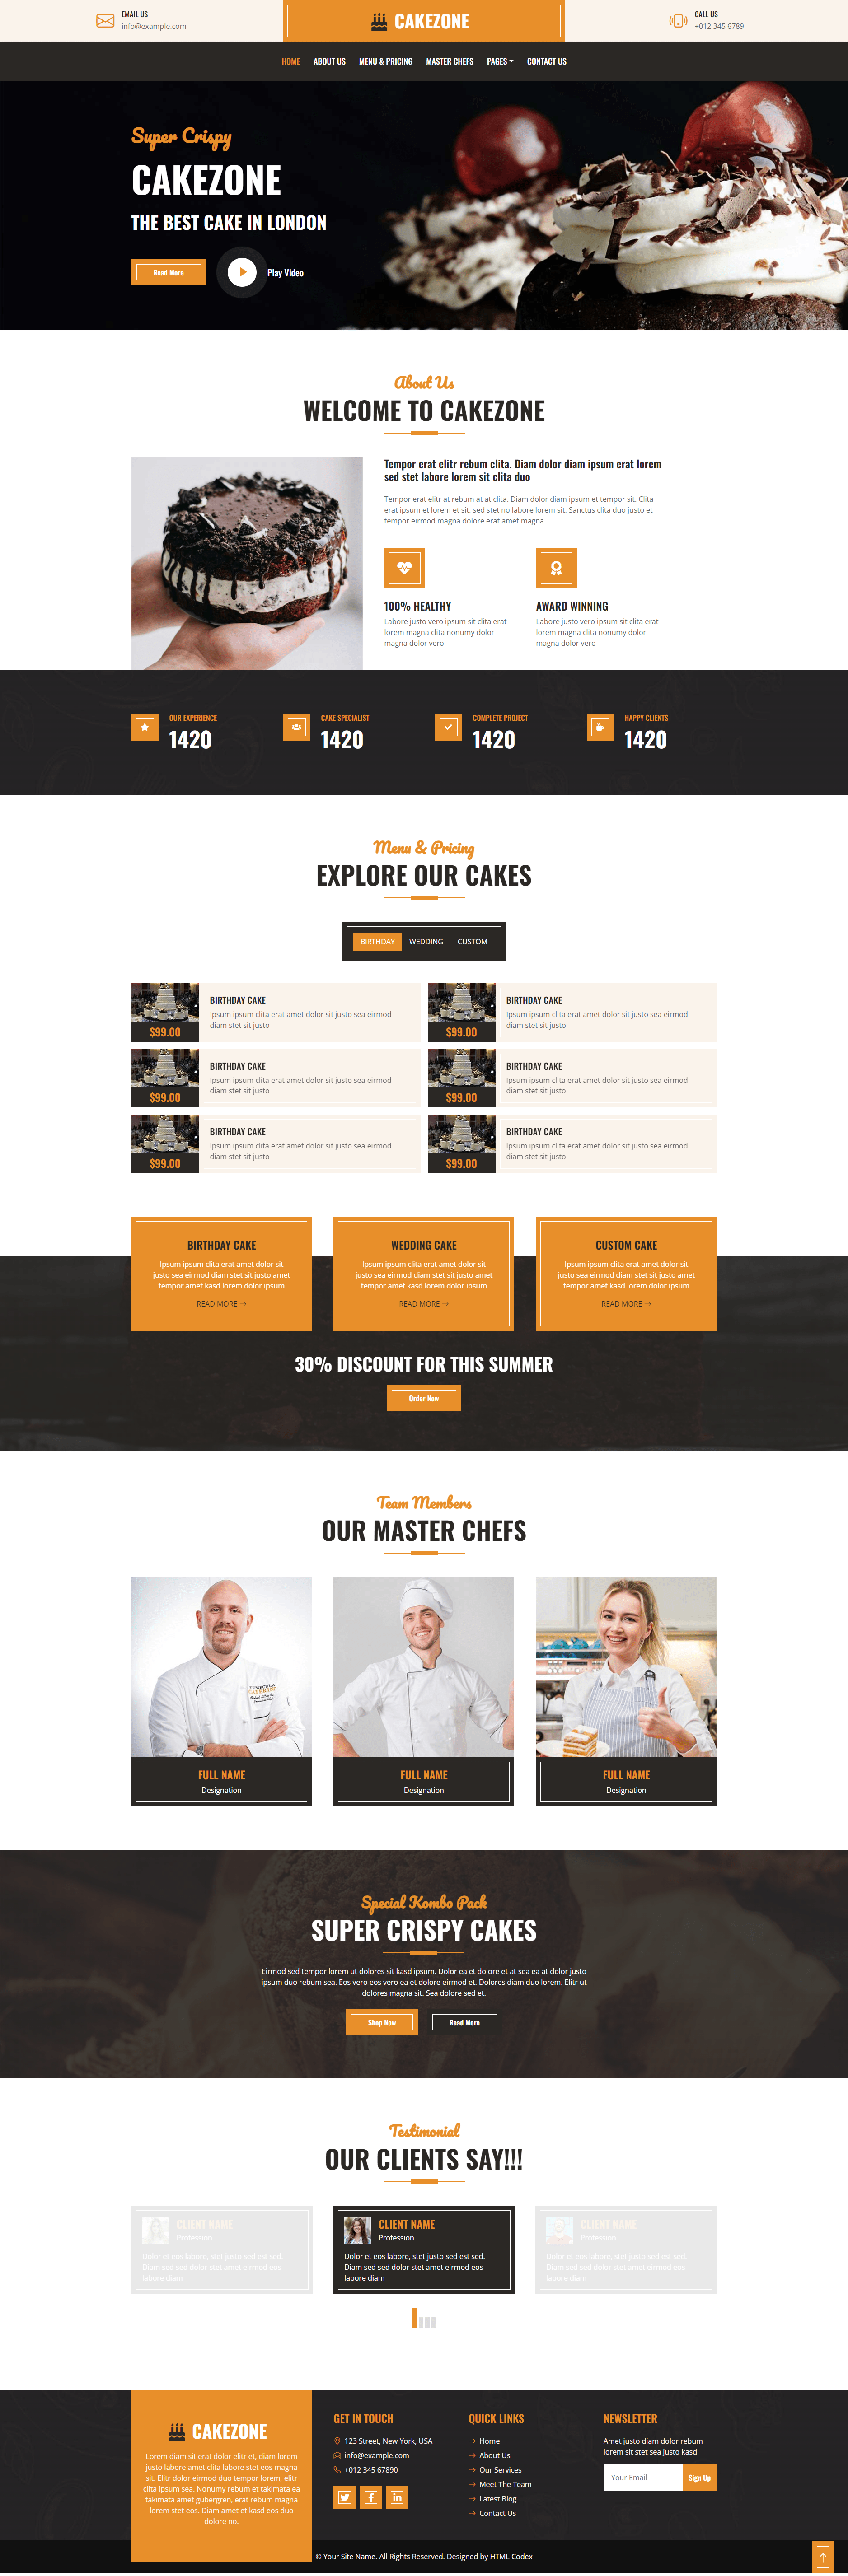 EMAIL US
info@example.com
CAKEZONE
CALL US
+012 345 6789
HOME
ABOUT US
MENU & PRICING
MASTER CHEFS
PAGES
CONTACT US
Super Crispy
CAKEZONE
THE BEST CAKE IN LONDON
Read More
Play Video
About Us
WELCOME TO CAKEZONE
Tempor erat elitr rebum clita. Diam dolor diam ipsum erat lorem
sed stet labore lorem sit clita duo
Tempor erat elitr at rebum at at clita. Diam dolor diam ipsum et tempor sit. Clita
erat ipsum et lorem et sit, sed stet no labore lorem sit. Sanctus clita duo justo et
tempor eirmod magna dolore erat amet magna
100% HEALTHY
Labore justo vero ipsum sit clita erat
lorem magna clita nonumy dolor
magna dolor vero
AWARD WINNING
Labore justo vero ipsum sit clita erat
lorem magna clita nonumy dolor
magna dolor vero
OUR EXPERIENCE
1420
CAKE SPECIALIST
1420
COMPLETE PROJECT
1420
HAPPY CLIENTS
1420
Menu & Pricing
EXPLORE OUR CAKES
BIRTHDAY
WEDDING
CUSTOM
$99.00
BIRTHDAY CAKE
Ipsum ipsum clita erat amet dolor sit justo sea eirmod
diam stet sit justo
$99.00
BIRTHDAY CAKE
Ipsum ipsum clita erat amet dolor sit justo sea eirmod
diam stet sit justo
$99.00
BIRTHDAY CAKE
Ipsum ipsum clita erat amet dolor sit justo sea eirmod
diam stet sit justo
$99.00
BIRTHDAY CAKE
Ipsum ipsum clita erat amet dolor sit justo sea eirmod
diam stet sit justo
$99.00
BIRTHDAY CAKE
Ipsum ipsum clita erat amet dolor sit justo sea eirmod
diam stet sit justo
$99.00
BIRTHDAY CAKE
Ipsum ipsum clita erat amet dolor sit justo sea eirmod
diam stet sit justo
BIRTHDAY CAKE
Ipsum ipsum clita erat amet dolor sit
justo sea eirmod diam stet sit justo amet
tempor amet kasd lorem dolor ipsum
READ MORE
WEDDING CAKE
Ipsum ipsum clita erat amet dolor sit
justo sea eirmod diam stet sit justo amet
tempor amet kasd lorem dolor ipsum
READ MORE
CUSTOM CAKE
Ipsum ipsum clita erat amet dolor sit
justo sea eirmod diam stet sit justo amet
tempor amet kasd lorem dolor ipsum
READ MORE
30% DISCOUNT FOR THIS SUMMER
Order Now
Team Members
OUR MASTER CHEFS
FULL NAME
Designation
FULL NAME
Designation
FULL NAME
Designation
Special Kombo Pack
SUPER CRISPY CAKES
Eirmod sed tempor lorem ut dolores sit kasd ipsum. Dolor ea et dolore et at sea ea at dolor justo
ipsum duo rebum sea. Eos vero eos vero ea et dolore eirmod et. Dolores diam duo lorem. Elitr ut
dolores magna sit. Sea dolore sed et.
Shop Now
Read More
Testimonial
OUR CLIENTS SAY!!!
CLIENT NAME
Profession
Dolor et eos labore, stet justo sed est sed.
Diam sed sed dolor stet amet eirmod eos
labore diam
CLIENT NAME
Profession
Dolor et eos labore, stet justo sed est sed.
Diam sed sed dolor stet amet eirmod eos
labore diam
CLIENT NAME
Profession
Dolor et eos labore, stet justo sed est sed.
Diam sed sed dolor stet amet eirmod eos
labore diam
CAKEZONE
Lorem diam sit erat dolor elitr et, diam lorem
justo labore amet clita labore stet eos magna
sit. Elitr dolor eirmod duo tempor lorem, elitr
clita ipsum sea. Nonumy rebum et takimata ea
takimata amet gubergren, erat rebum magna
lorem stet eos. Diam amet et kasd eos duo
dolore no.
GET IN TOUCH
123 Street, New York, USA
info@example.com
+012 345 67890
QUICK LINKS
Home
About Us
Our Services
Meet The Team
Latest Blog
Contact Us
NEWSLETTER
Amet justo diam dolor rebum
lorem sit stet sea justo kasd
Your Email
Sign Up
© Your Site Name. All Rights Reserved. Designed by HTML Codex